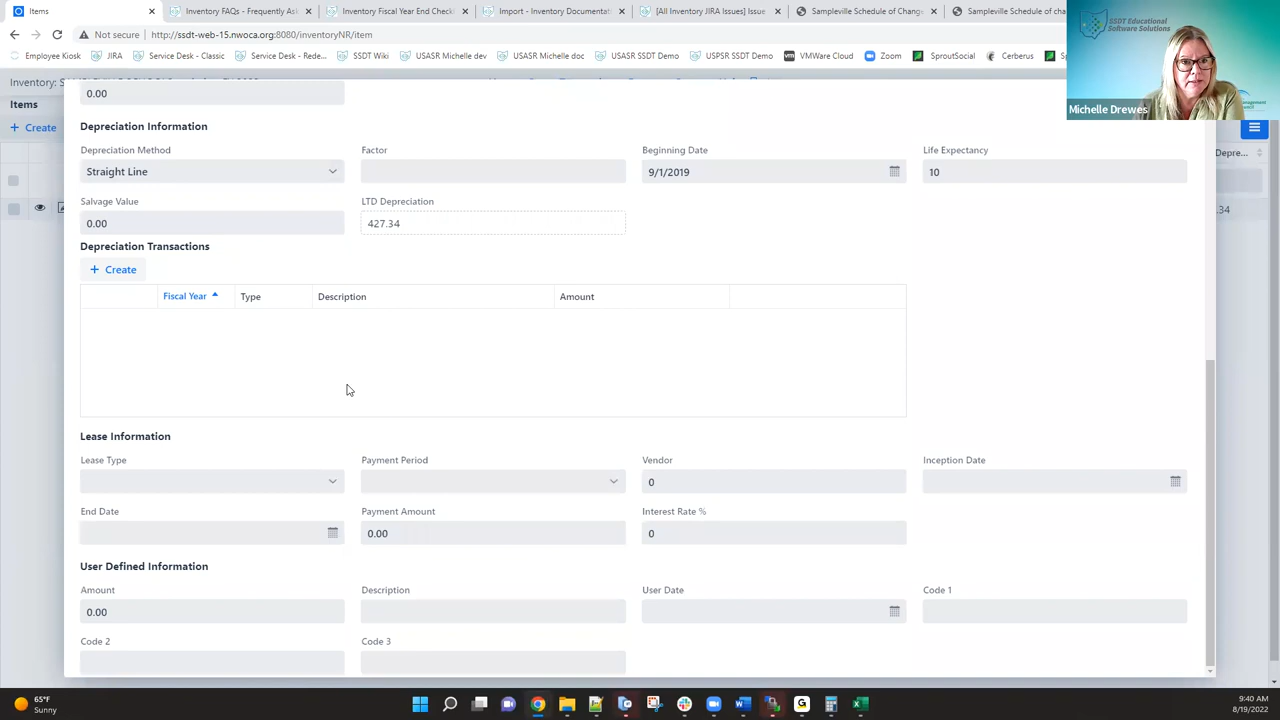 Items
Inventory FAQs - Frequently Ask
Inventory Fiscal Year End Check
Import - Inventory Documentati
[All Inventory JIRA Issues] Issue
Sampleville Schedule of Change
Sampleville Schedule of cha
Not secure
http://ssdt-web-15.nwoca.org:8080/inventoryNR/item
Employee Kiosk
JIRA
Service Desk - Classic
Service Desk - Rede...
SSDT Wiki
USASR Michelle dev
USASR Michelle doc
USASR SSDT Demo
USPSR SSDT Demo
VMWare Cloud
Zoom
SproutSocial
Cerberus
SSDT Educational
Software Solutions
Michelle Drewes
Items
+ Create
Depre...
.34
0.00
Depreciation Information
Depreciation Method
Factor
Beginning Date
Life Expectancy
Straight Line
9/1/2019
10
Salvage Value
LTD Depreciation
0.00
427.34
Depreciation Transactions
+ Create
Fiscal Year
Type
Description
Amount
Lease Information
Lease Type
Payment Period
Vendor
Inception Date
0
End Date
Payment Amount
Interest Rate %
0.00
0
User Defined Information
Amount
Description
User Date
Code 1
0.00
Code 2
Code 3
65°F
Sunny
9:40 AM
8/19/2022